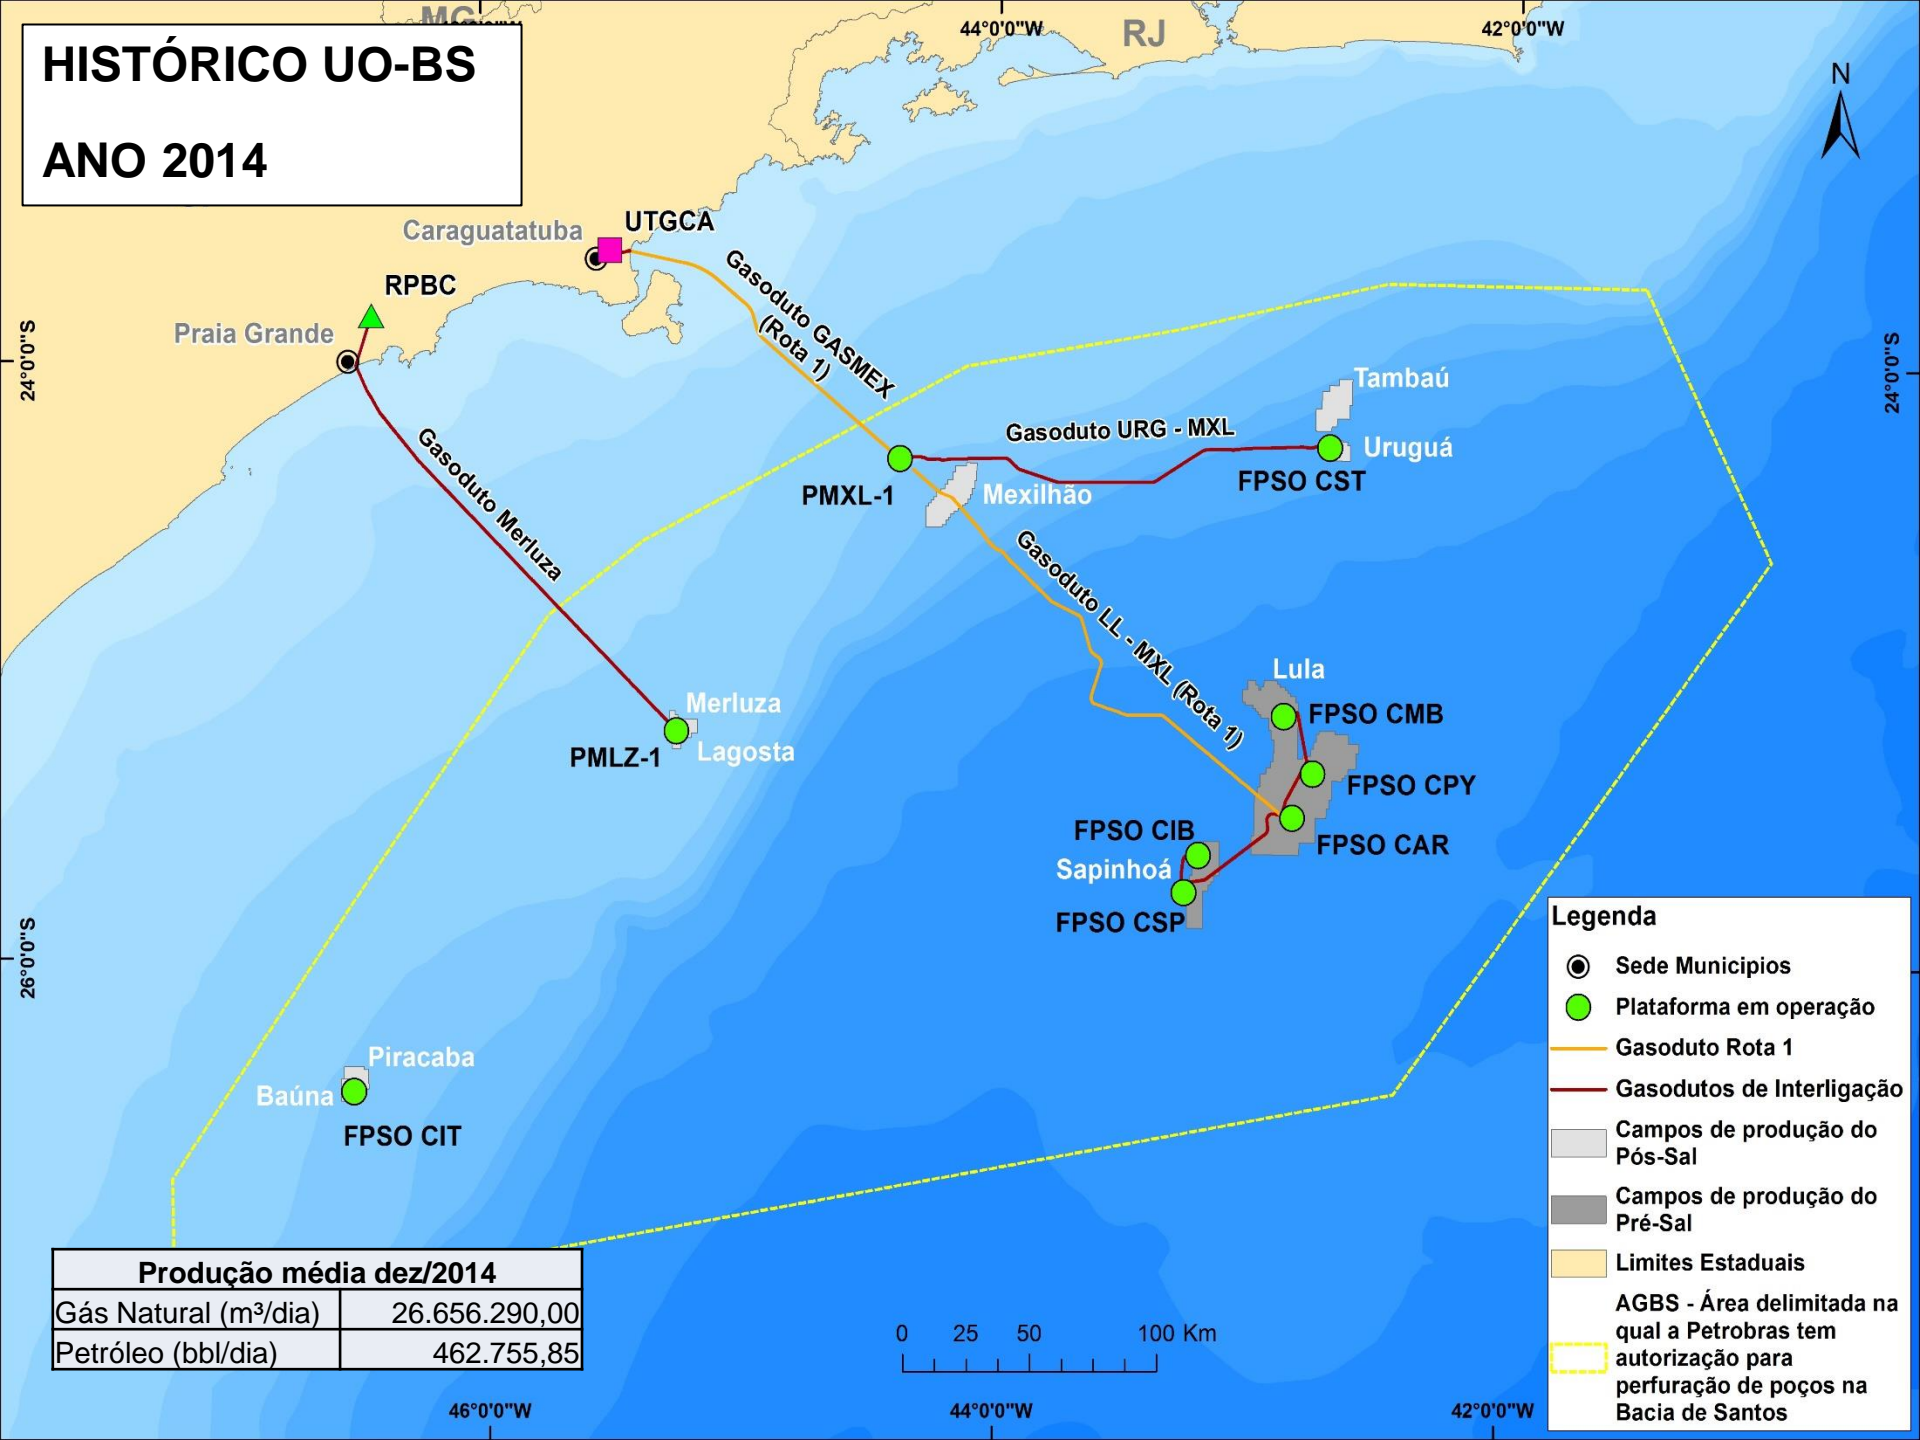 MG
44°0'0"W
RJ
42°0'0"W
HISTÓRICO UO-BS
ANO 2014
N
Caraguatatuba
UTGCA
RPBC
Praia Grande
24°0'0"S
24°0'0"S
Gasoduto GASMEX
(Rota 1)
Tambaú
Gasoduto URG - MXL
Uruguá
FPSO CST
PMXL-1
Mexilhão
Gasoduto Merluza
Gasoduto LL - MXL (Rota 1)
Lula
FPSO CMB
Merluza
PMLZ-1
Lagosta
FPSO CPY
FPSO CIB
FPSO CAR
Sapinhoá
FPSO CSP
26°0'0"S
Piracaba
Baúna
FPSO CIT
Legenda
Sede Municipios
Plataforma em operação
Gasoduto Rota 1
Gasodutos de Interligação
Campos de produção do
Pós-Sal
Campos de produção do
Pré-Sal
Limites Estaduais
AGBS - Área delimitada na
qual a Petrobras tem
autorização para
perfuração de poços na
Bacia de Santos
Produção média dez/2014
Gás Natural (m³/dia) 26.656.290,00
Petróleo (bbl/dia) 462.755,85
0 25 50 100 Km
46°0'0"W
44°0'0"W
42°0'0"W